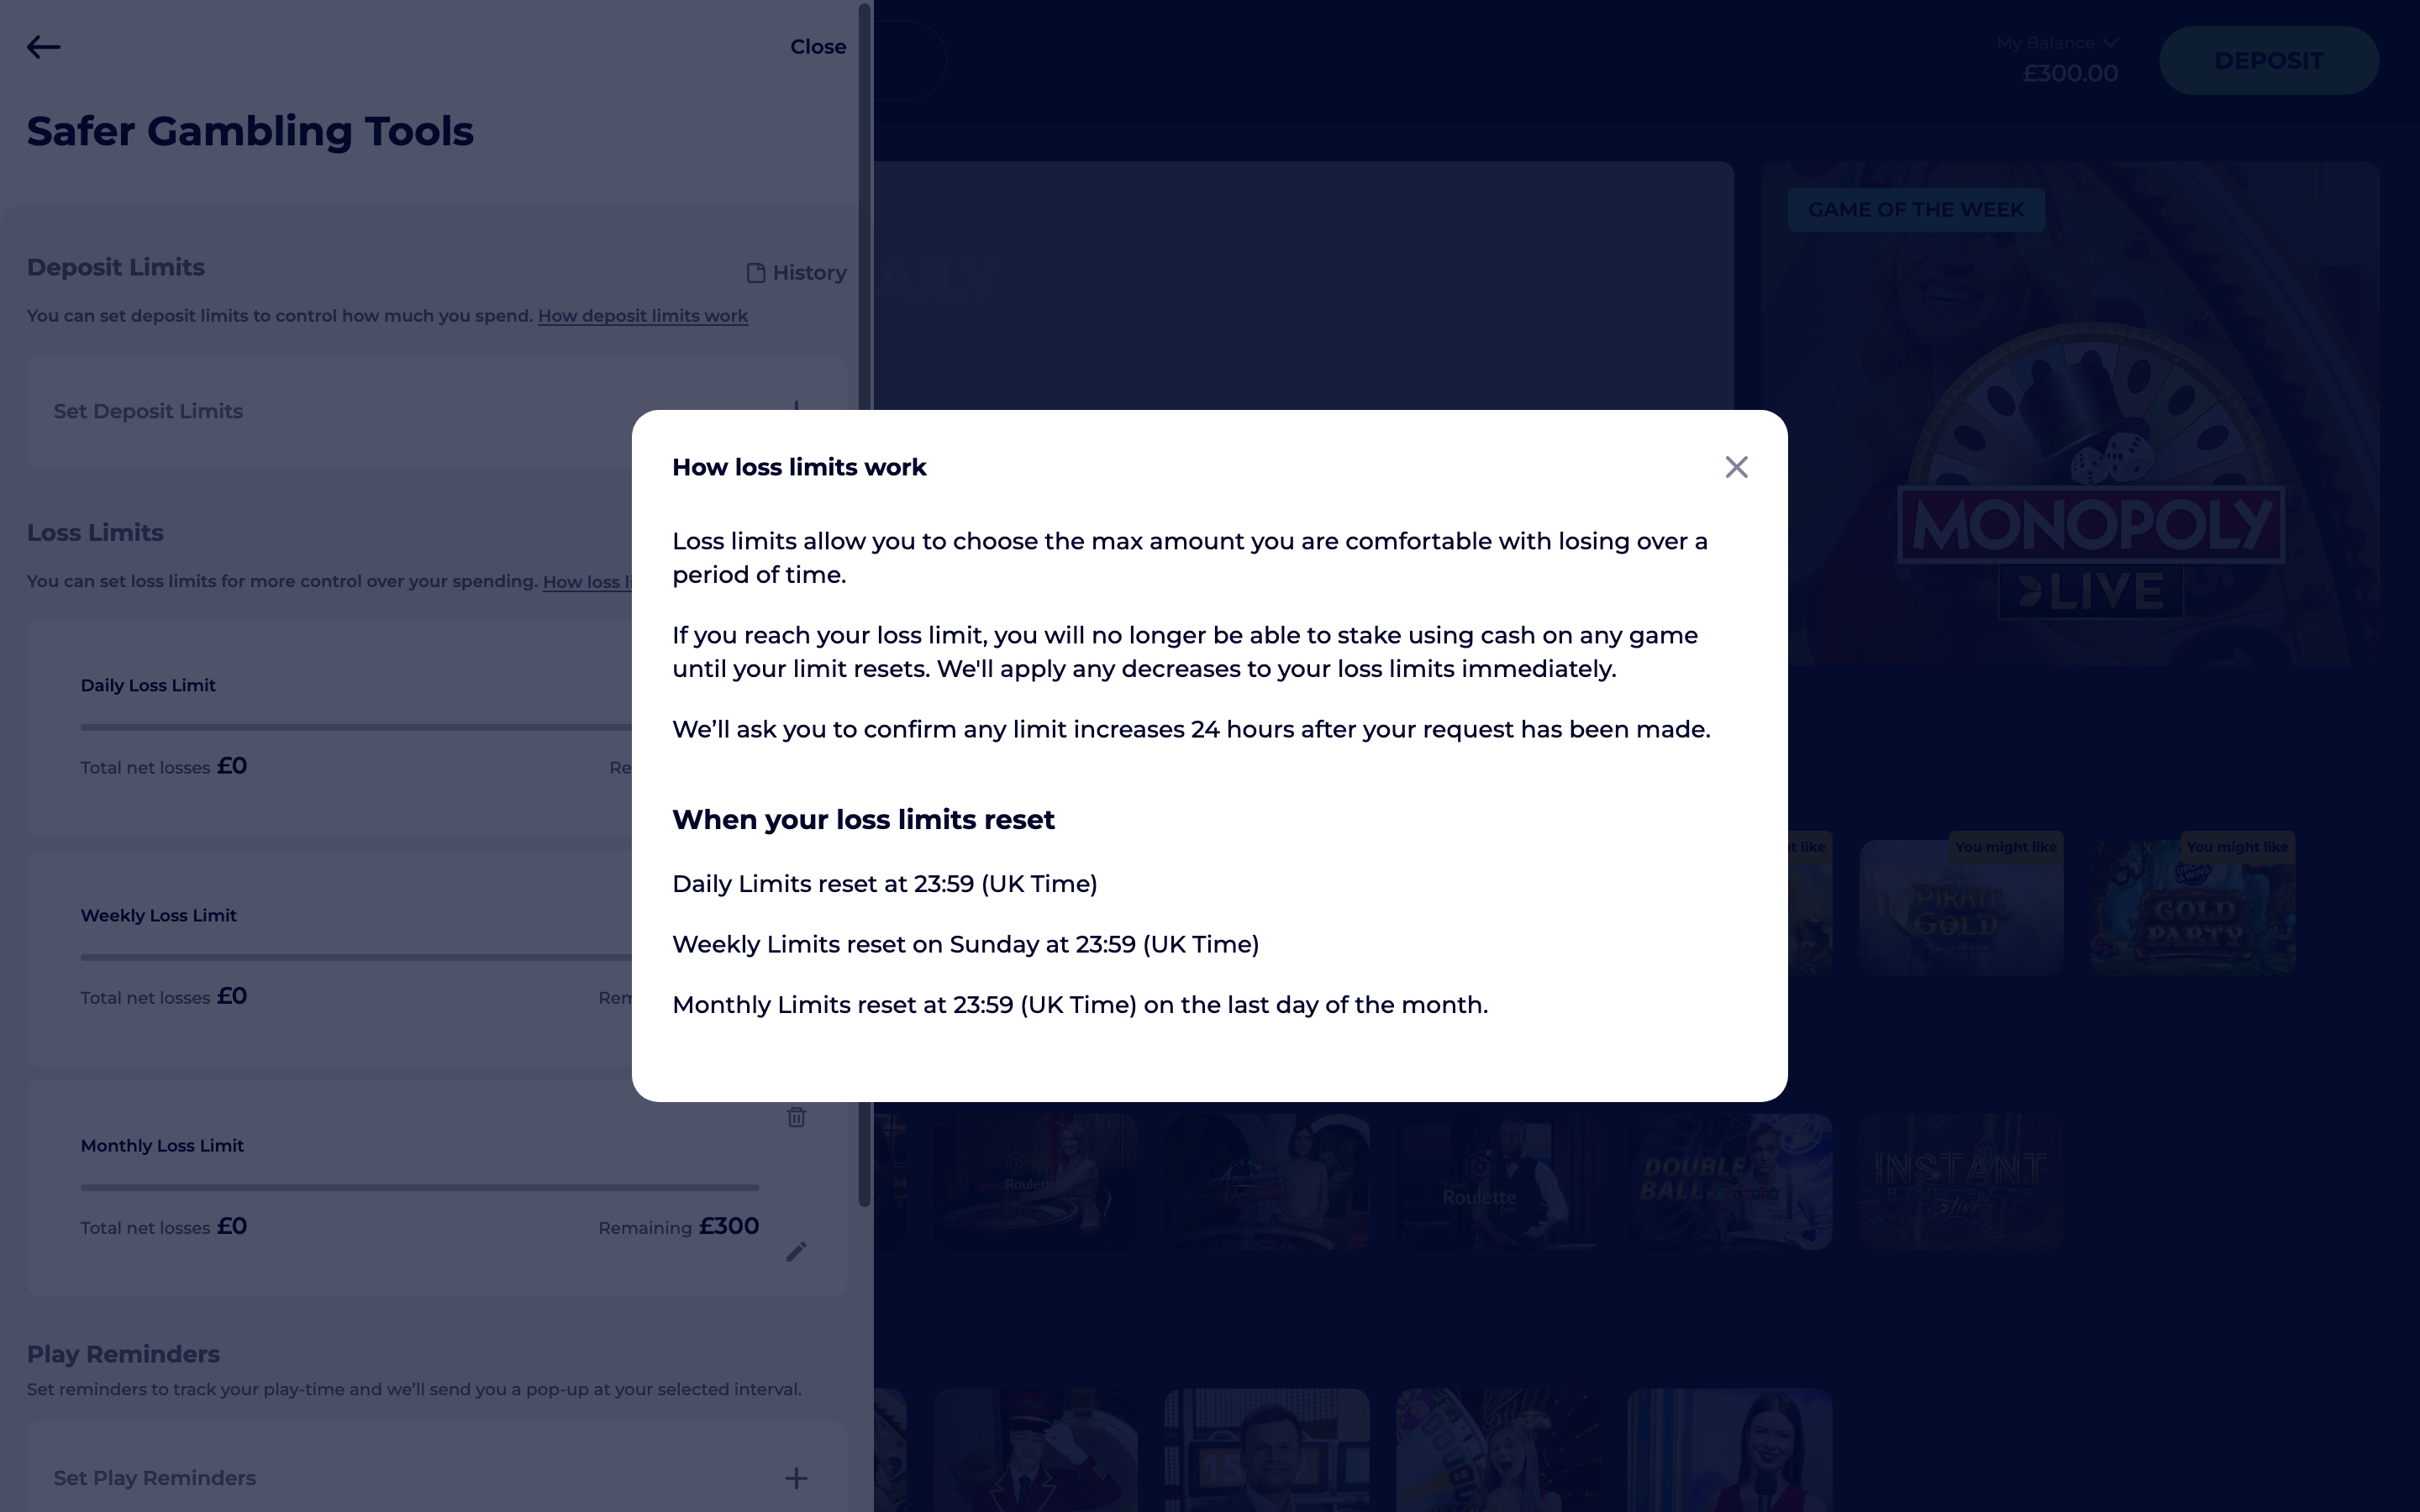 Close
My Balance
£300.00
DEPOSIT
Safer Gambling Tools
GAME OF THE WEEK
Deposit Limits
History
AILY
You can set deposit limits to control how much you spend. How deposit limits work
Set Deposit Limits
How loss limits work
Loss limits allow you to choose the max amount you are comfortable with losing over a
period of time.
If you reach your loss limit, you will no longer be able to stake using cash on any game
until your limit resets. We'll apply any decreases to your loss limits immediately.
We’ll ask you to confirm any limit increases 24 hours after your request has been made.
When your loss limits reset
Daily Limits reset at 23:59 (UK Time)
Weekly Limits reset on Sunday at 23:59 (UK Time)
Monthly Limits reset at 23:59 (UK Time) on the last day of the month.
Loss Limits
You can set loss limits for more control over your spending. How loss li
Daily Loss Limit
Total net losses £0
Re
Weekly Loss Limit
Total net losses £0
Rem
Monthly Loss Limit
Total net losses £0
Remaining £300
Play Reminders
Set reminders to track your play-time and we’ll send you a pop-up at your selected interval.
Set Play Reminders
MONOPOLY
LIVE
t like
You might like
You might like
PIRATE
GOLD
GOLD
PARTY
24
Speed
Roulette
American
Roulette
Live
DOUBLE
BALL
INSTANT
ROULETTE
live